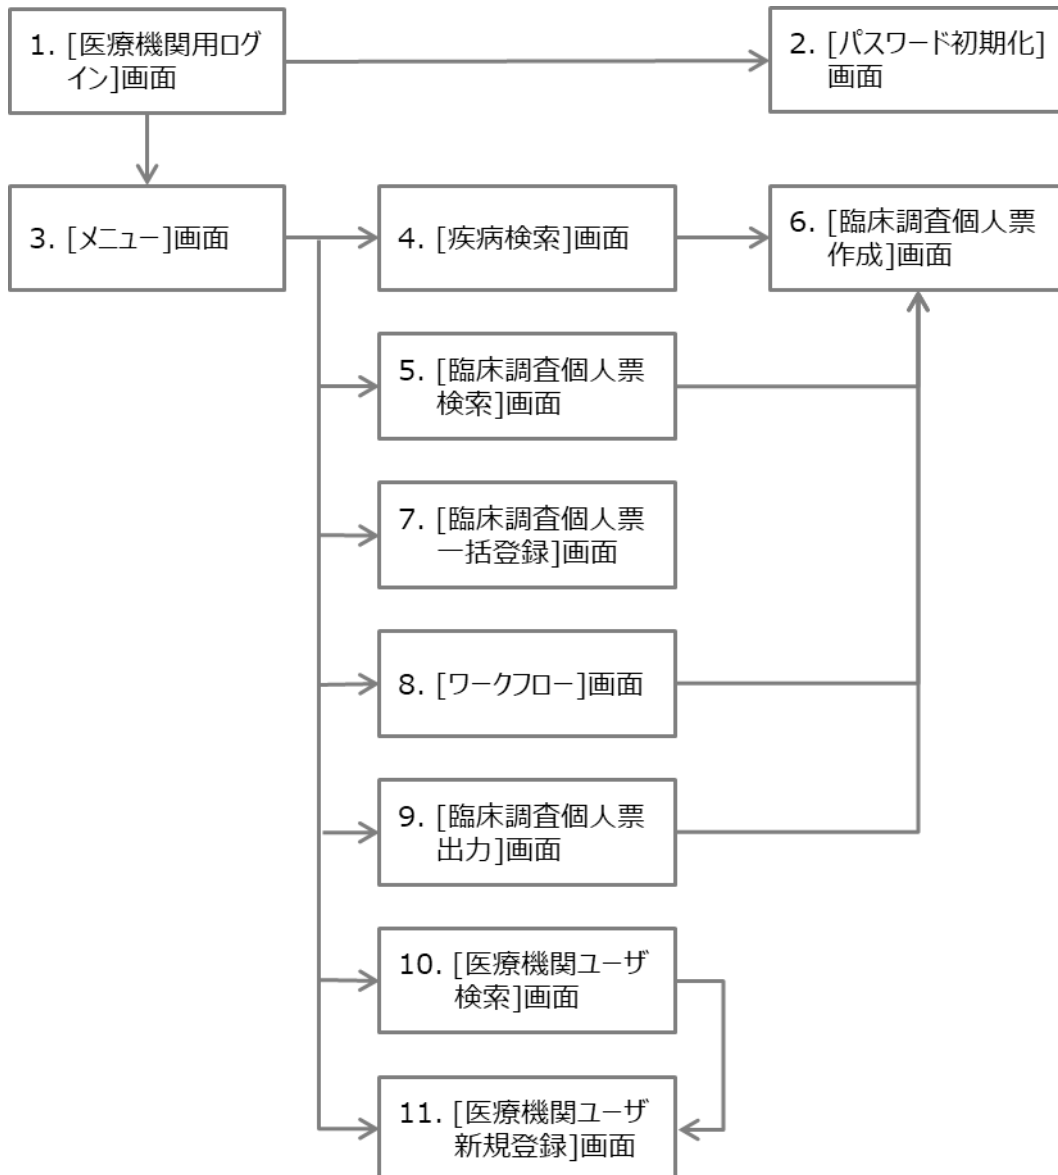 1. [医療機関用ログ
イン]画面
2. [パスワード初期化]
画面
3. [メニュー]画面
4. [疾病検索]画面
6. [臨床調査個人票
作成]画面
5. [臨床調査個人票
検索]画面
7. [臨床調査個人票
一括登録]画面
8. [ワークフロー]画面
9. [臨床調査個人票
出力]画面
10. [医療機関ユーザ
検索]画面
11. [医療機関ユーザ
新規登録]画面